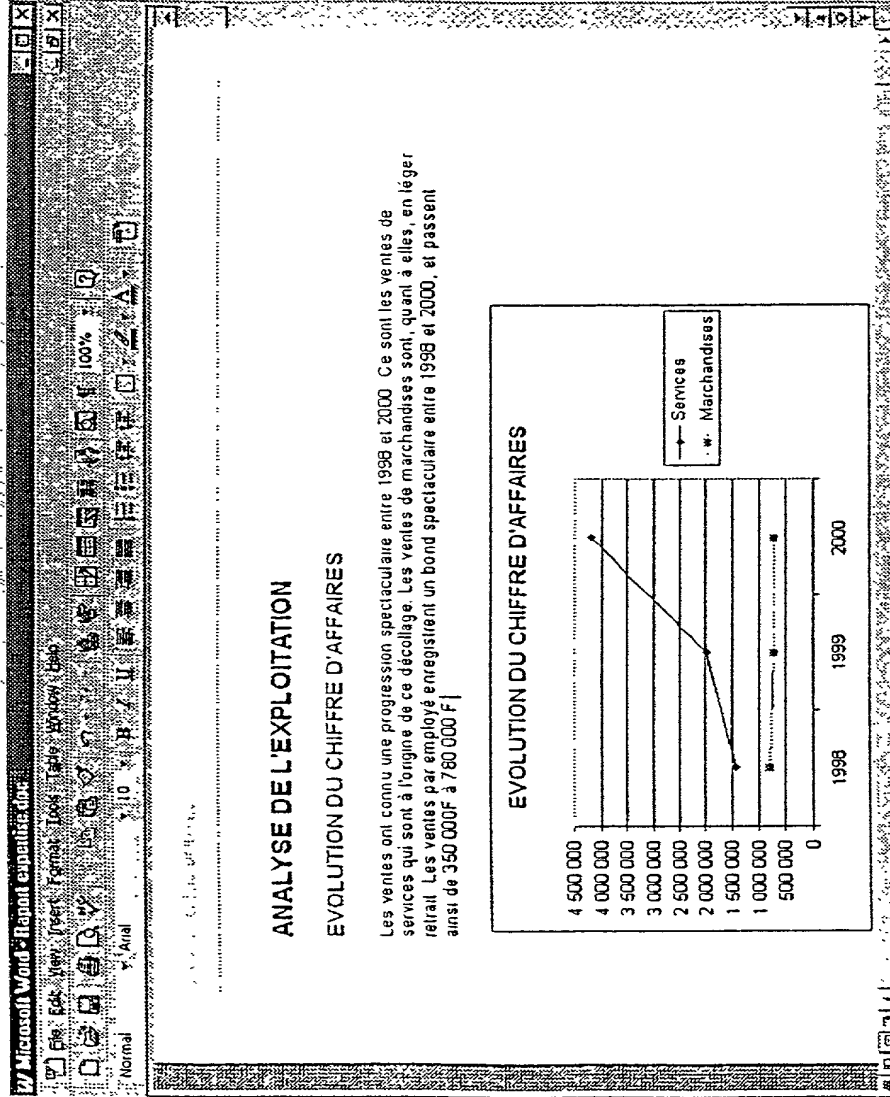 Microsoft Word - Rapport expertise.doc
File Edit View Insert Format Tools Table Window Help
100%
Normal Arial 10 B I U
ANALYSE DE L'EXPLOITATION
EVOLUTION DU CHIFFRE D'AFFAIRES
Les ventes ont connu une progression spectaculaire entre 1998 et 2000 Ce sont les ventes de
services qui sont à l'origine de ce décollage. Les ventes de marchandises sont, quant à elles, en léger
retrait Les ventes par employé enregistrent un bond spectaculaire entre 1998 et 2000, et passent
ainsi de 350 000F à 780 000 F
EVOLUTION DU CHIFFRE D'AFFAIRES
4 500 000
4 000 000
3 500 000
3 000 000
2 500 000
2 000 000
1 500 000
1 000 000
500 000
0
1998 1999 2000
Services
Marchandises